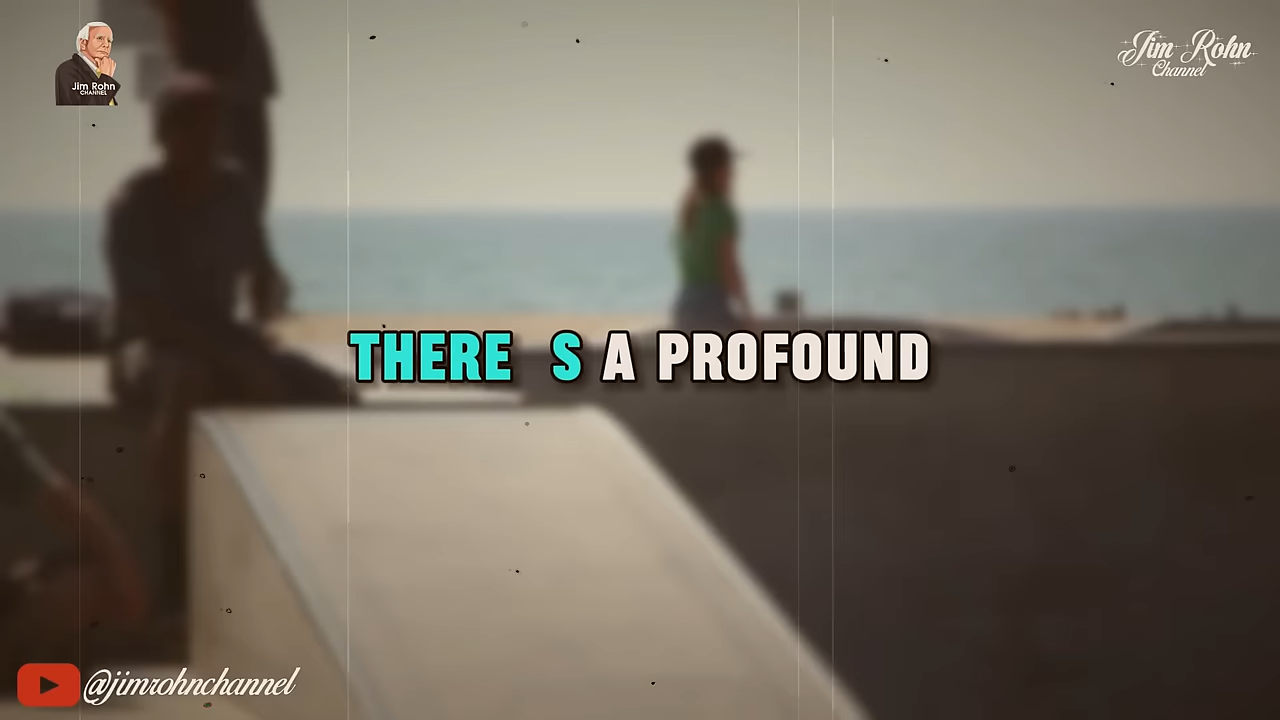 Jim Rohn
CHANNEL
Jim Rohn
Channel
THERE S A PROFOUND
@jimrohnchannel